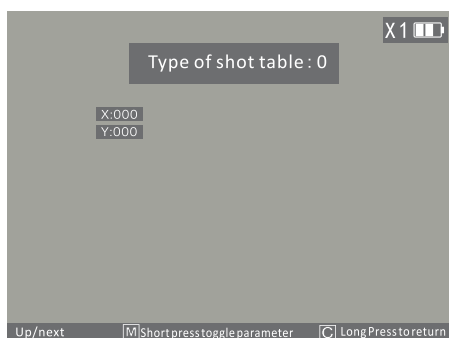 X1
Type of shot table: 0
X:000
Y:000
Up/next M Short press toggle parameter C Long Press to return